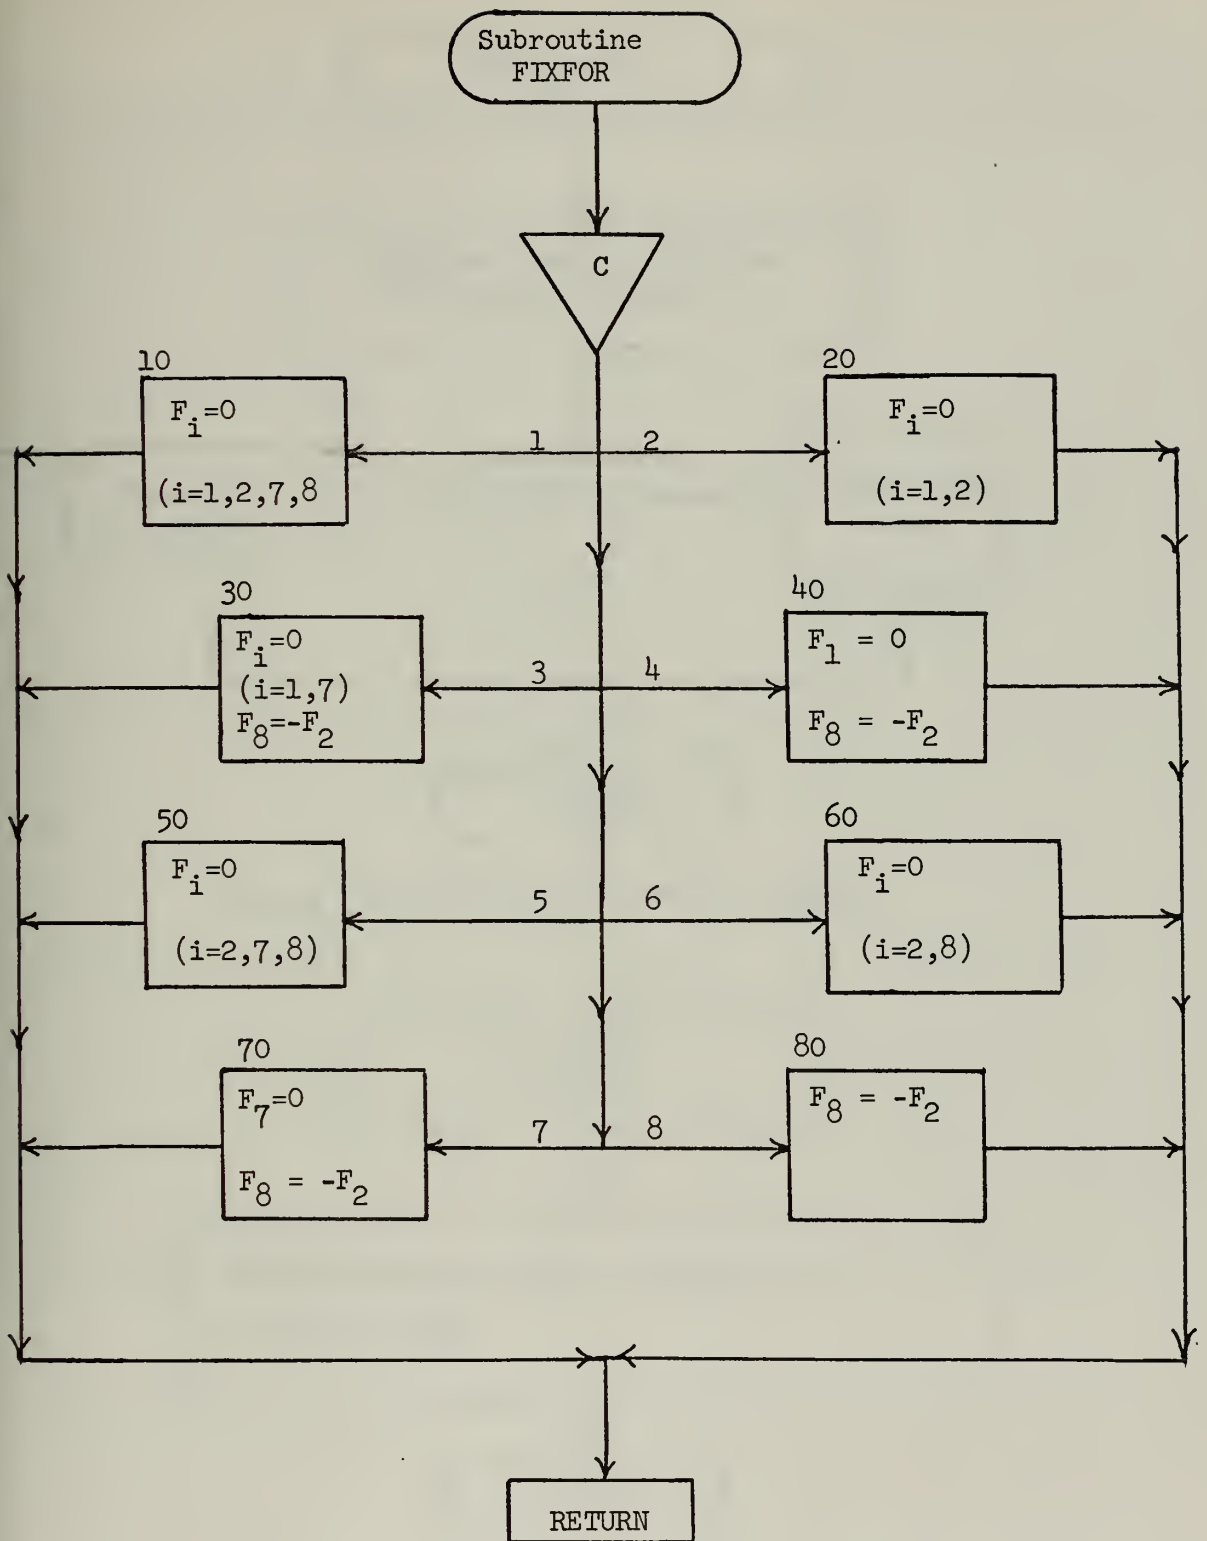 Subroutine
FIXFOR
C
10
F_i=0
(i=1,2,7,8
1
2
20
F_i=0
(i=1,2)
30
F_i=0
(i=1,7)
F_8=-F_2
3
4
40
F_1 = 0
F_8 = -F_2
50
F_i=0
(i=2,7,8)
5
6
60
F_i=0
(i=2,8)
70
F_7=0
F_8 = -F_2
7
8
80
F_8 = -F_2
RETURN